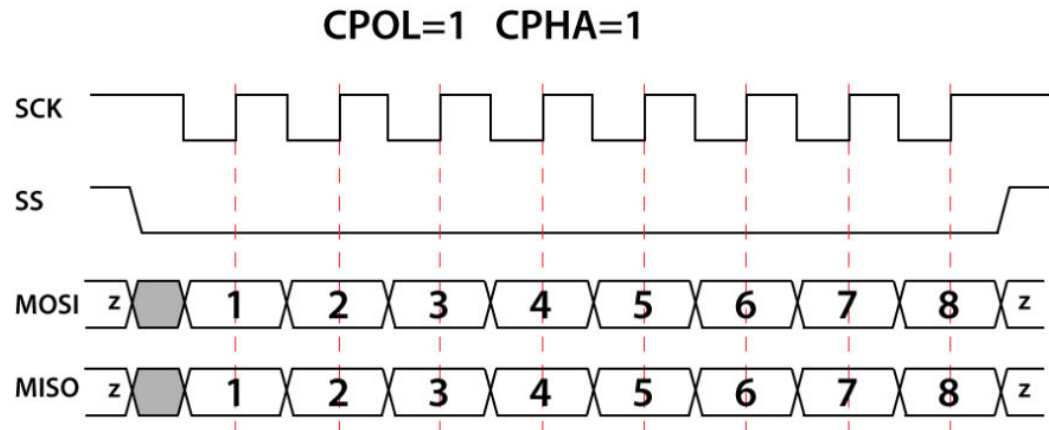 CPOL=1 CPHA=1
SCK
SS
MOSI z 1 2 3 4 5 6 7 8 z
MISO z 1 2 3 4 5 6 7 8 z